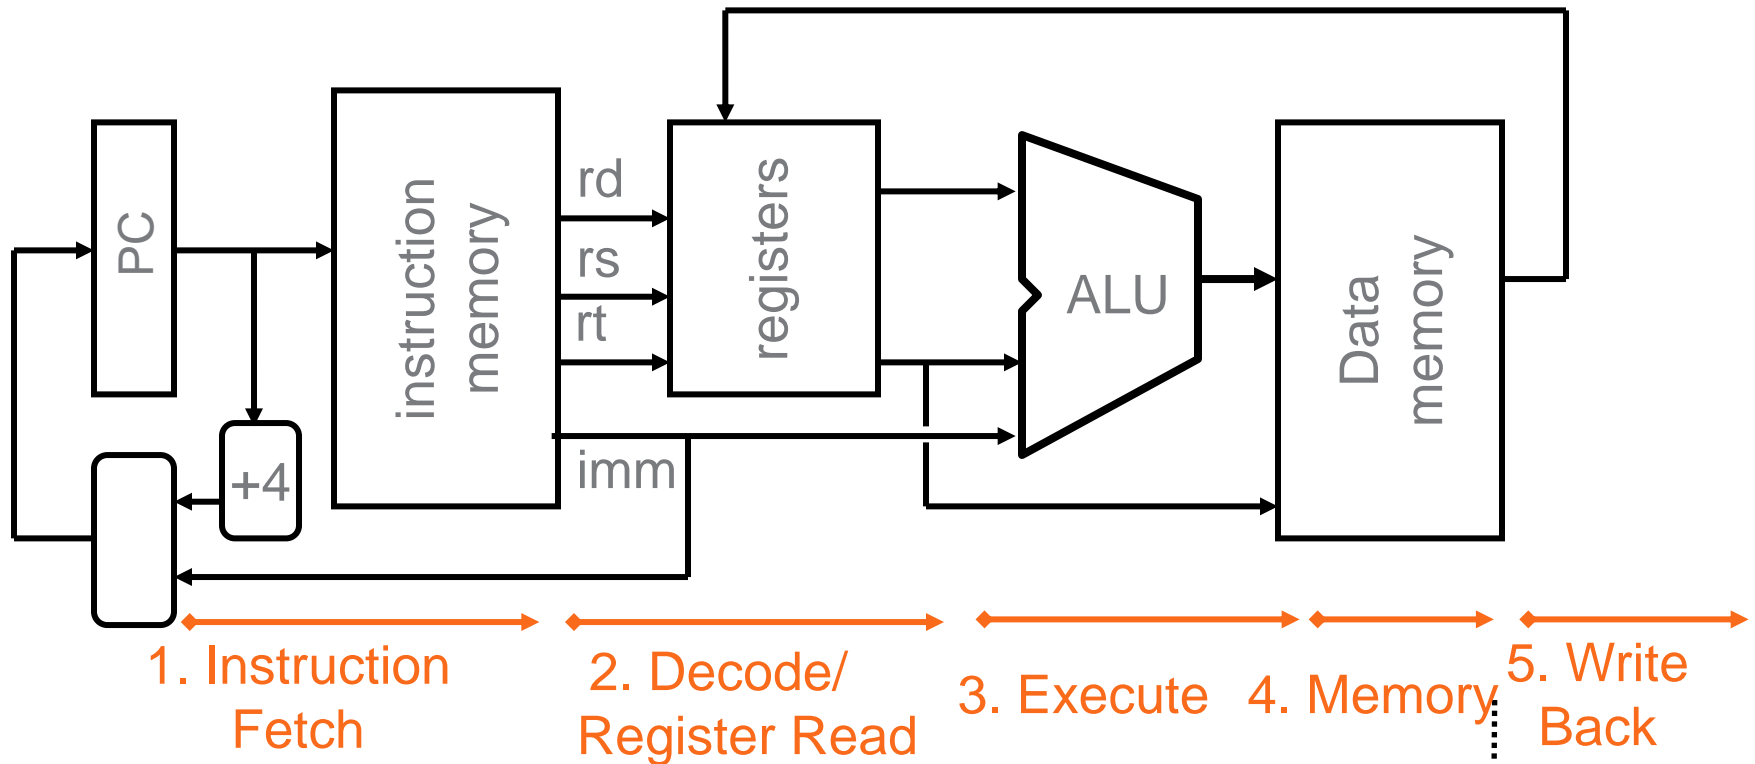 PC
+4
instruction
memory
rd
rs
rt
imm
registers
ALU
Data
memory
1. Instruction
Fetch
2. Decode/
Register Read
3. Execute
4. Memory
5. Write
Back